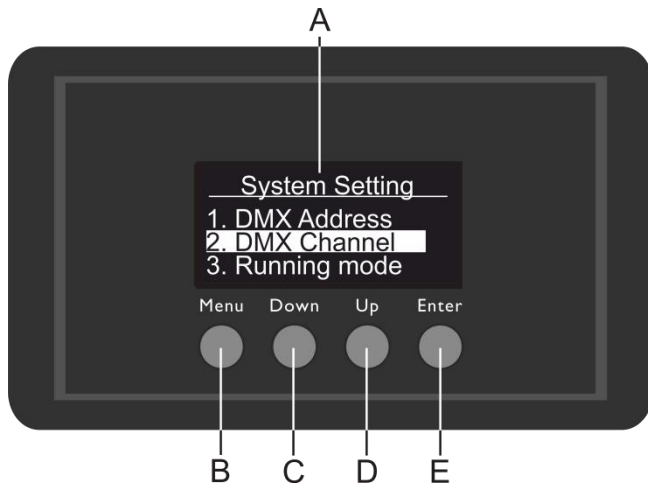 A
System Setting
1. DMX Address
2. DMX Channel
3. Running mode
Menu Down Up Enter
B C D E